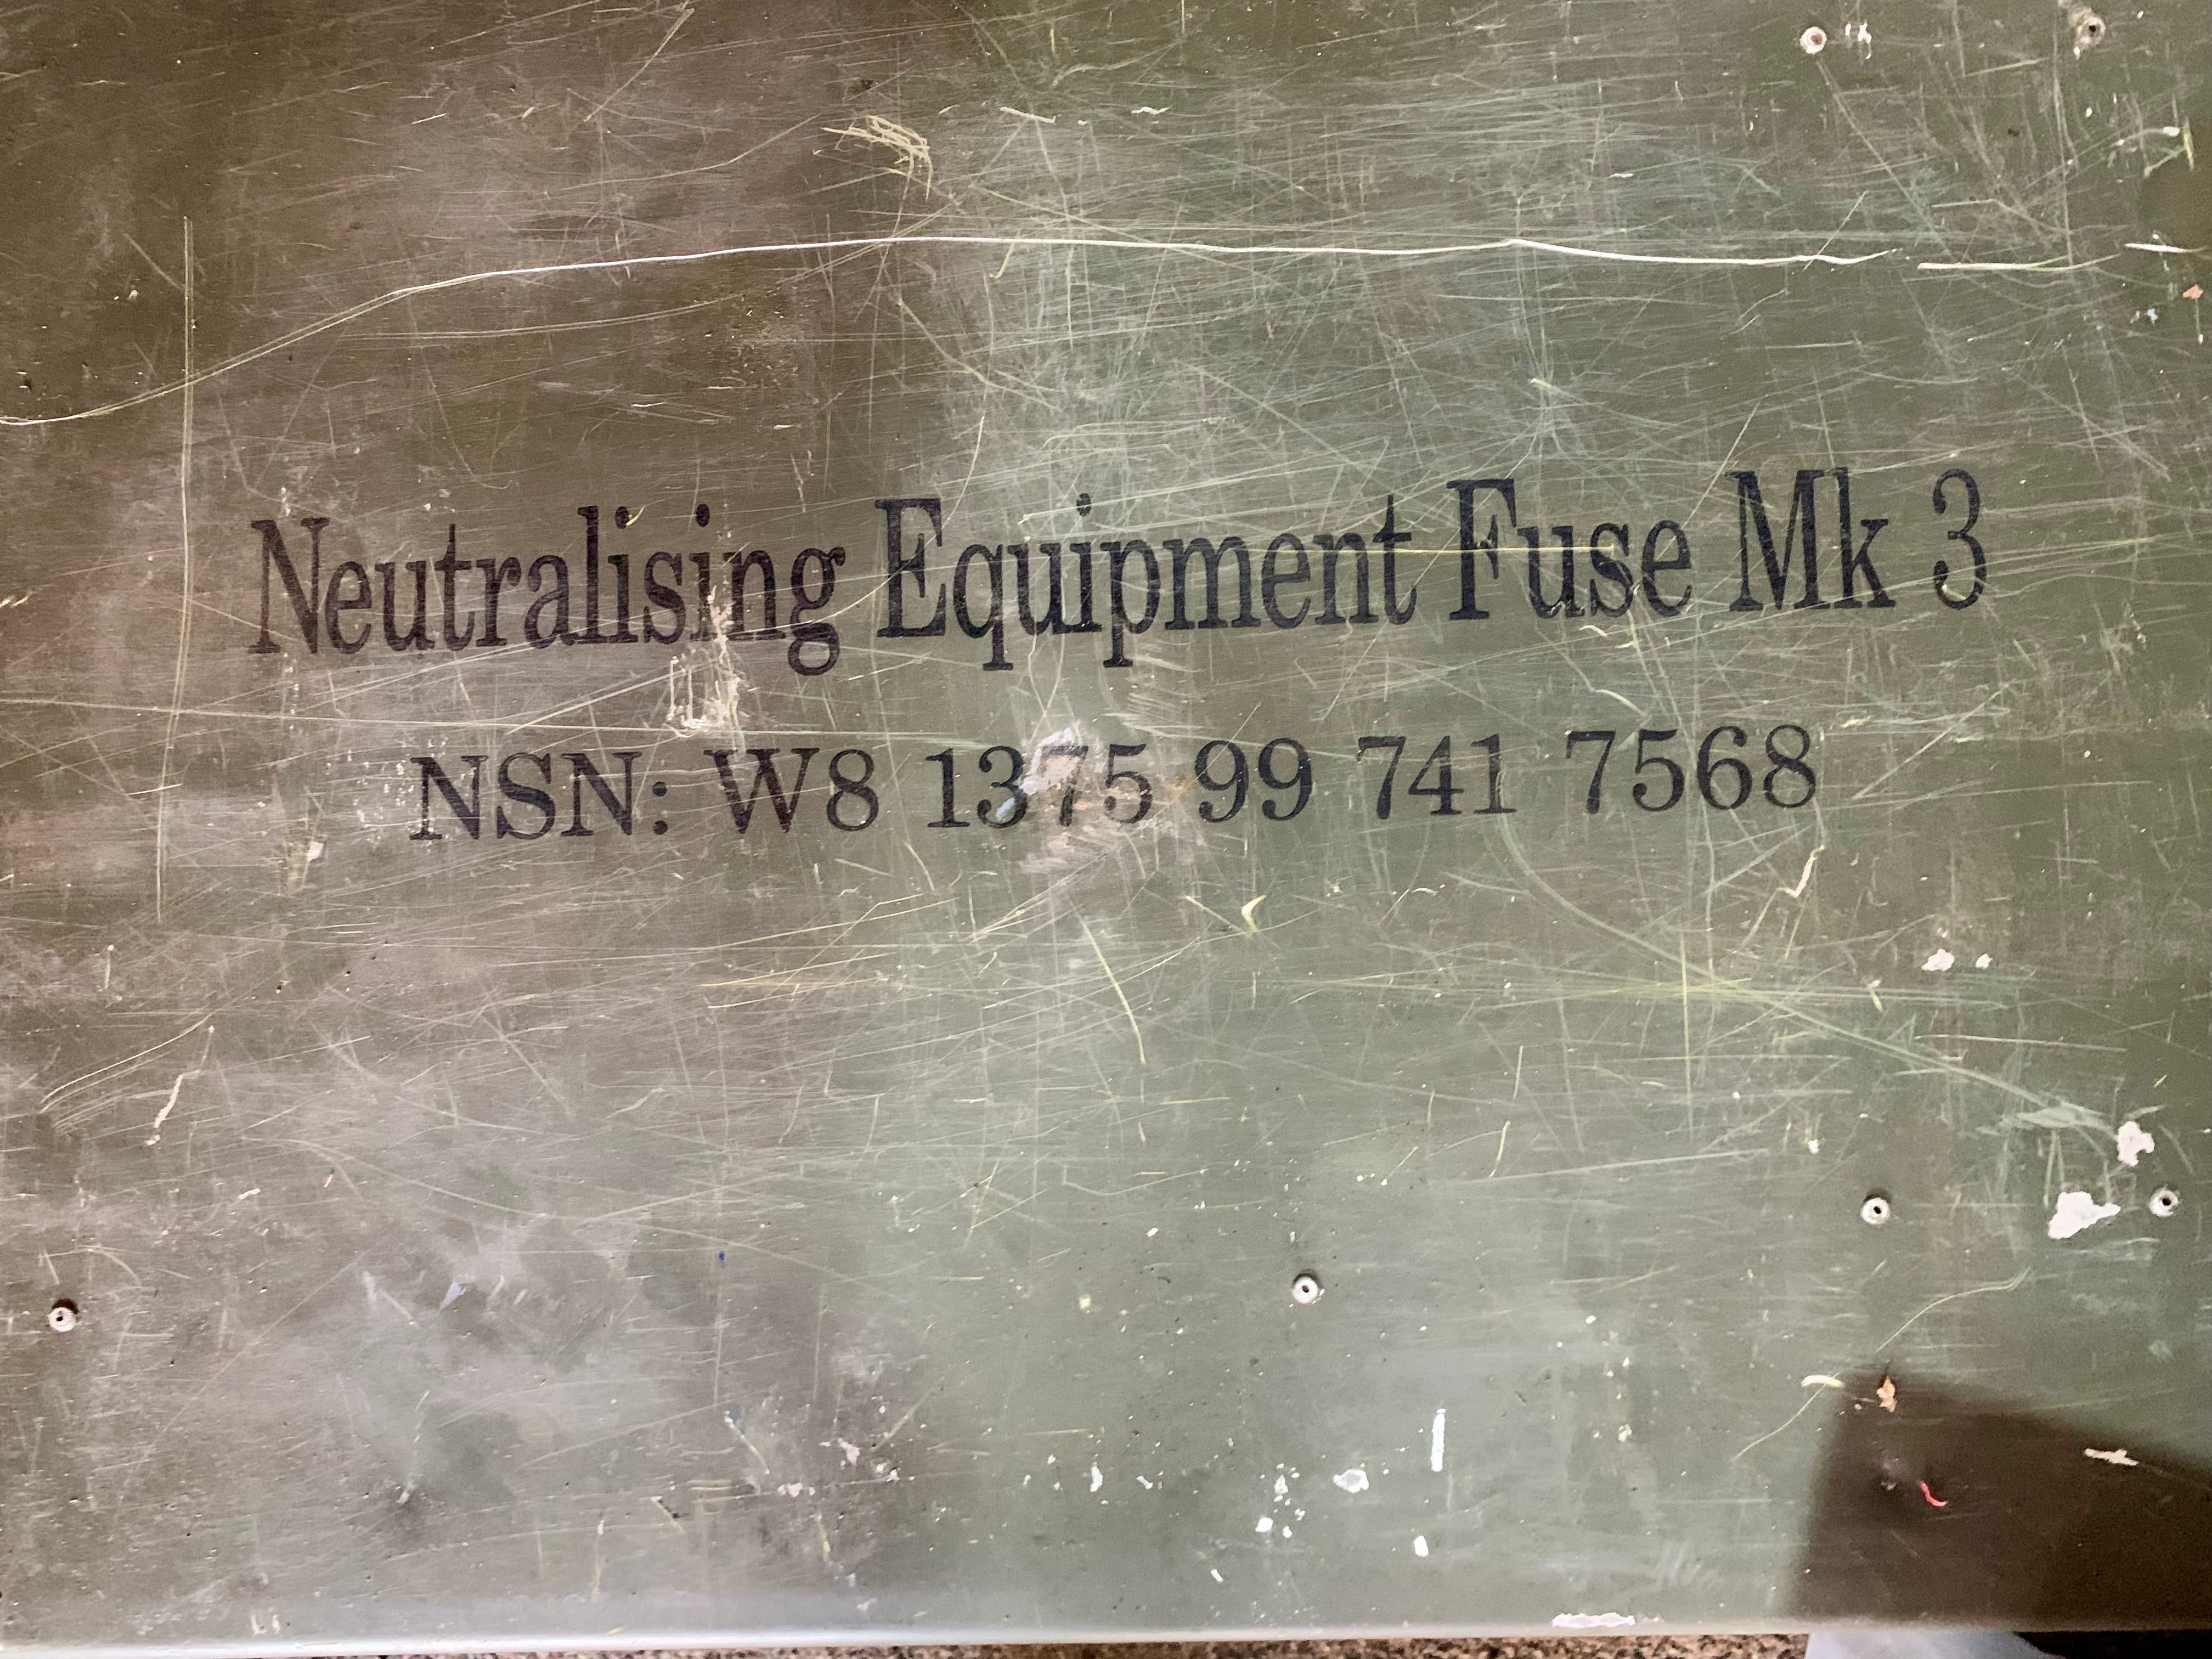 Neutralising Equipment Fuse Mk 3
NSN: W8 1375 99 741 7568